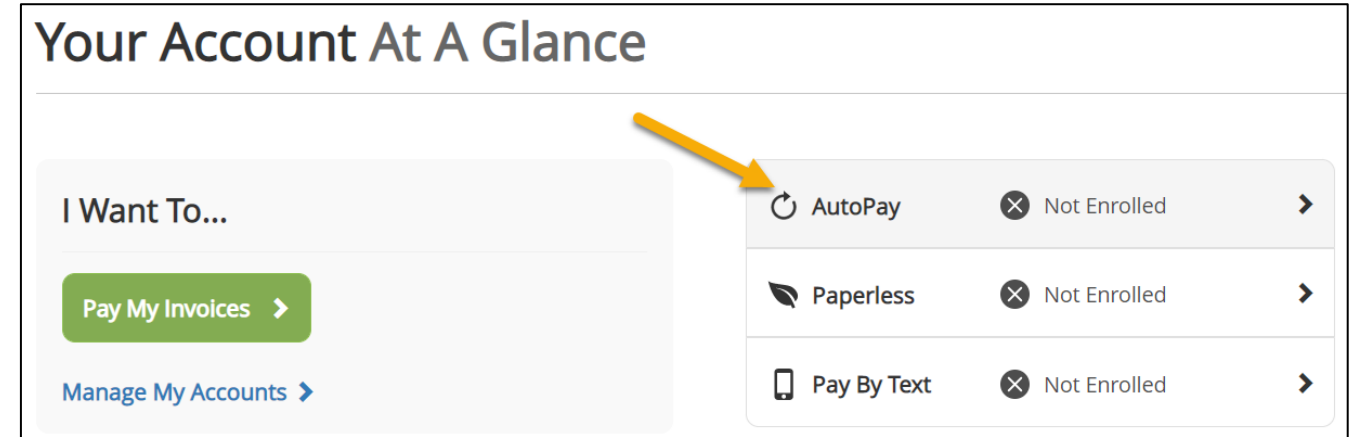 Your Account At A Glance
I Want To...
Pay My Invoices
Manage My Accounts
AutoPay Not Enrolled
Paperless Not Enrolled
Pay By Text Not Enrolled